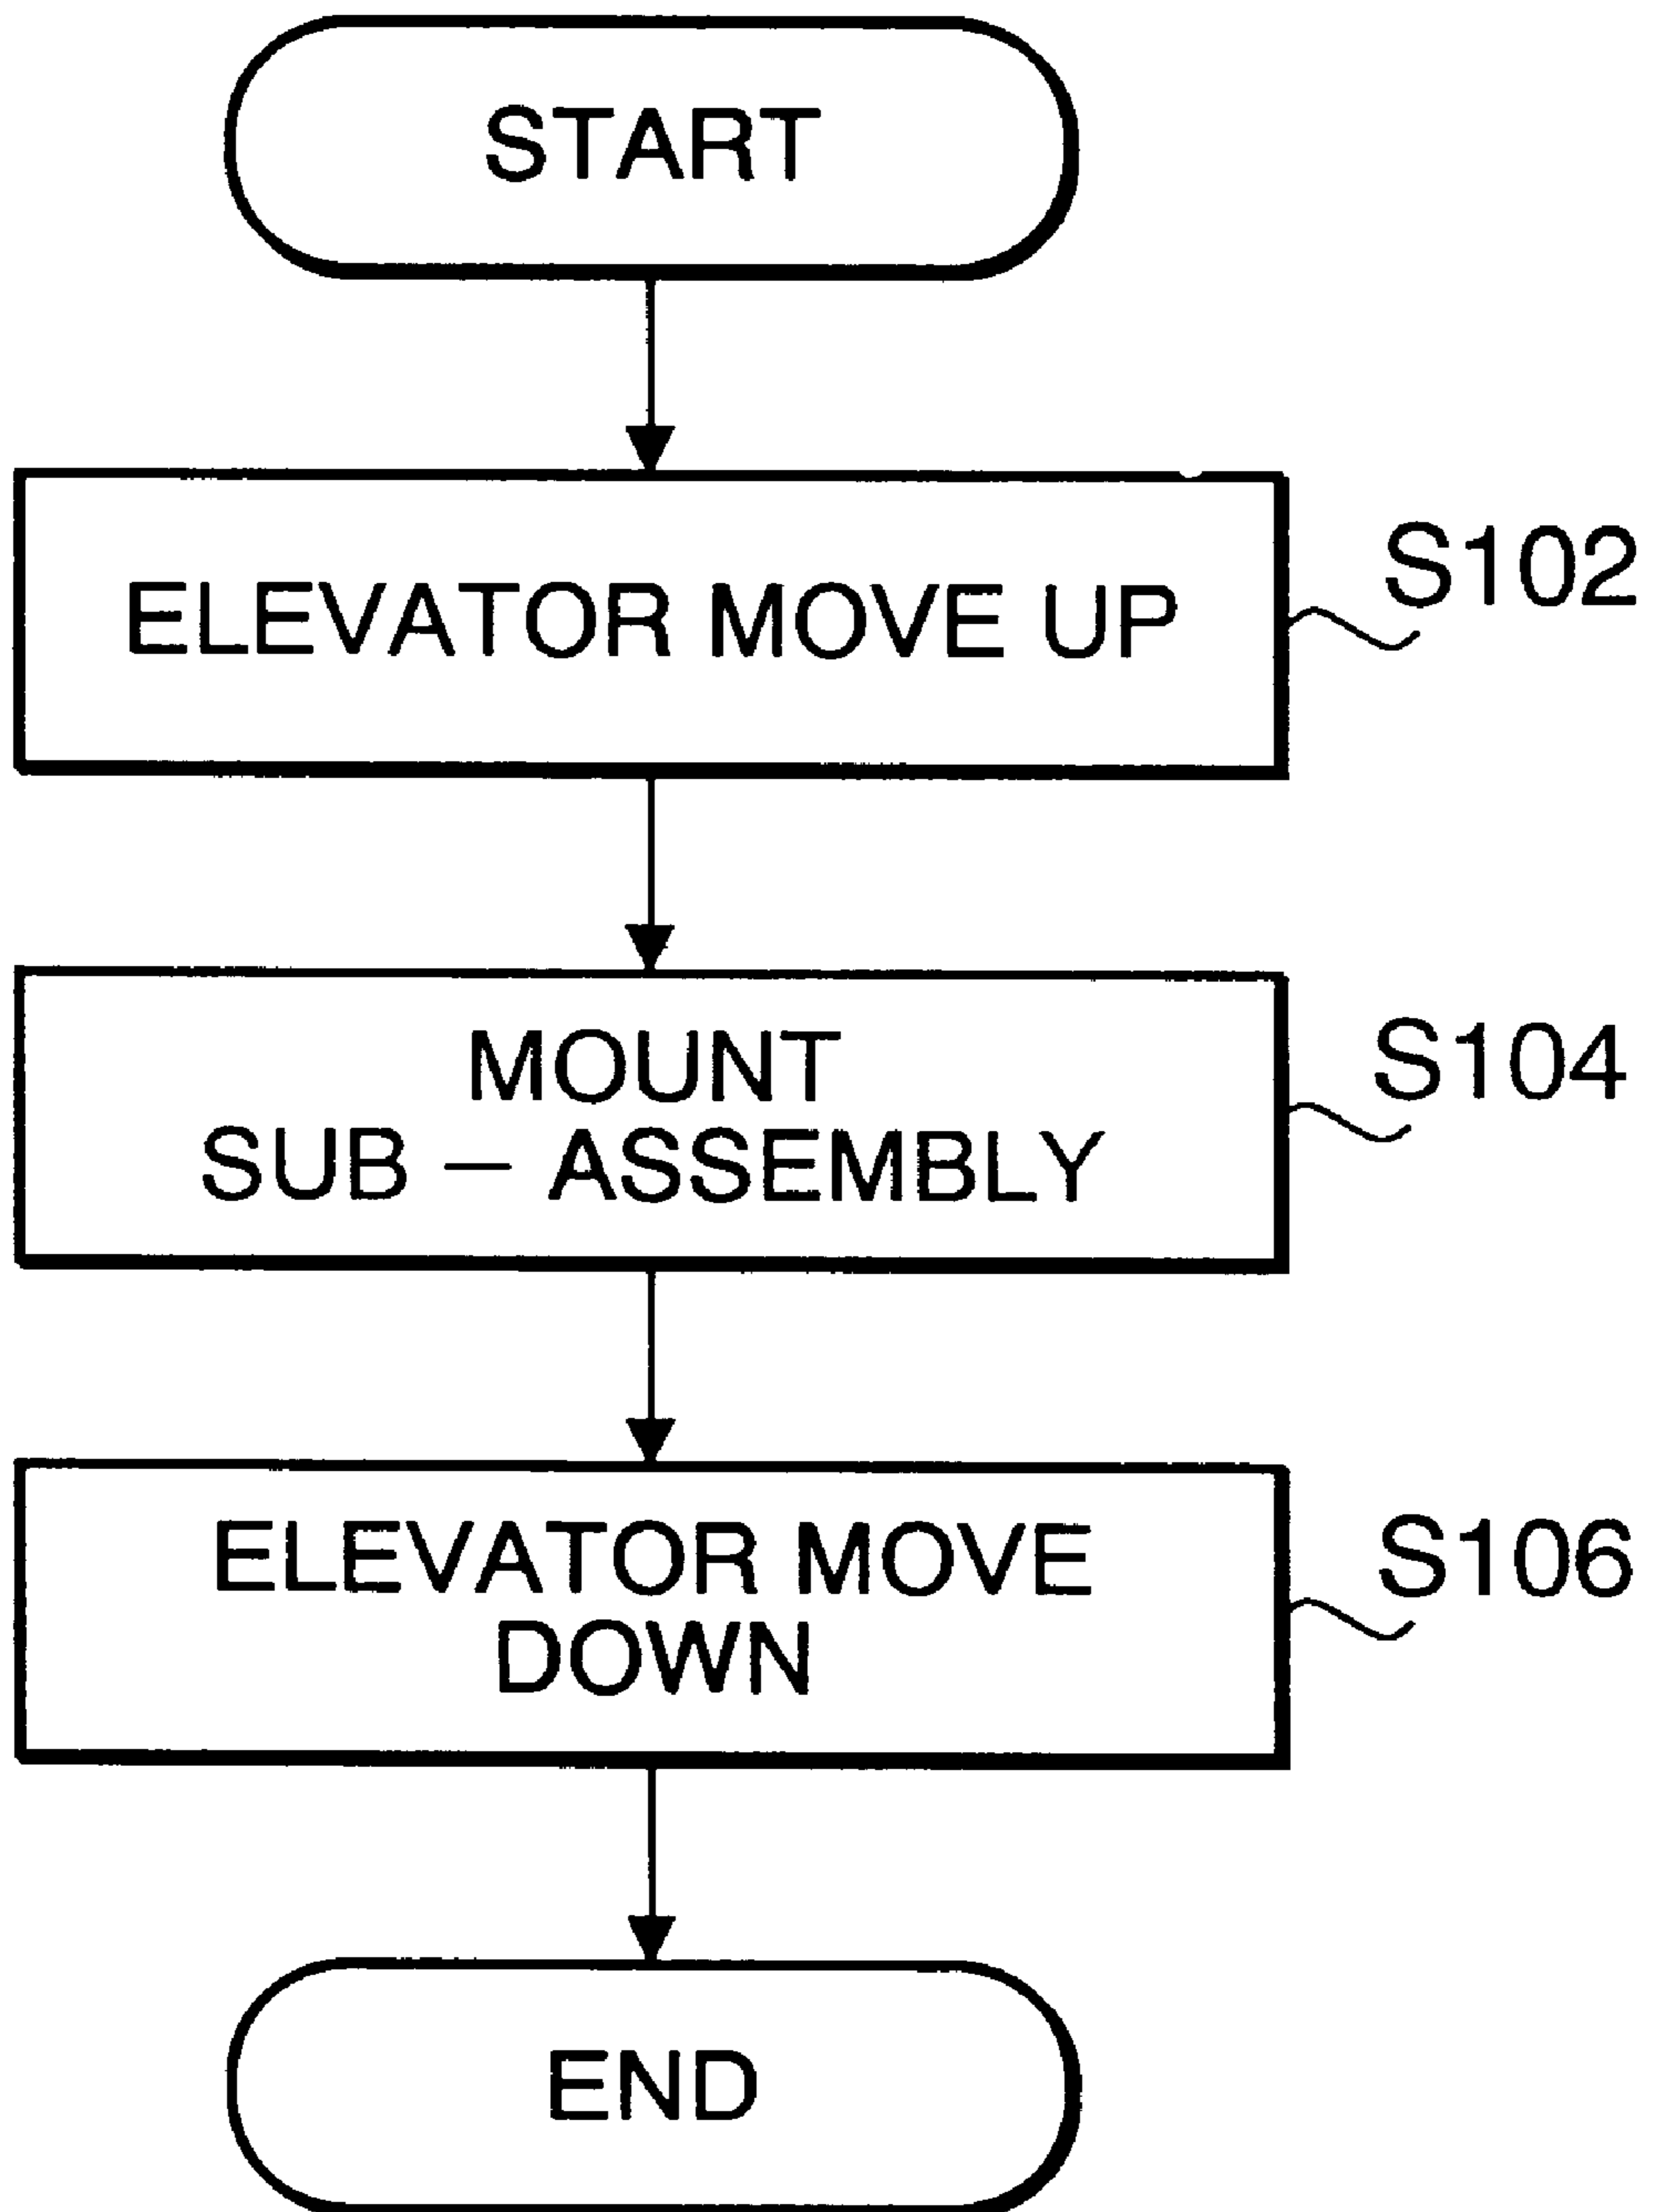 START
ELEVATOR MOVE UP
S102
MOUNT
SUB — ASSEMBLY
S104
ELEVATOR MOVE
DOWN
S106
END